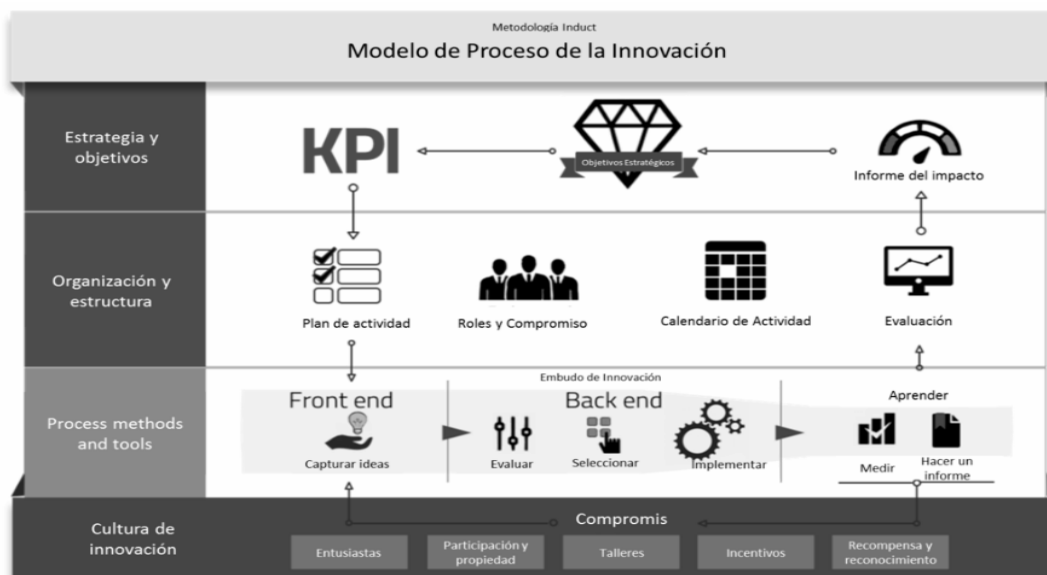 Metodología Induct
Modelo de Proceso de la Innovación
Estrategia y
objetivos
KPI
Objetivos Estratégicos
Informe del impacto
Organización y
estructura
Plan de actividad
Roles y Compromiso
Calendario de Actividad
Evaluación
Process methods
and tools
Embudo de Innovación
Front end
Back end
Aprender
Capturar ideas
Evaluar
Seleccionar
Implementar
Medir
Hacer un
informe
Cultura de
innovación
Compromis
Entusiastas
Participación y
propiedad
Talleres
Incentivos
Recompensa y
reconocimiento